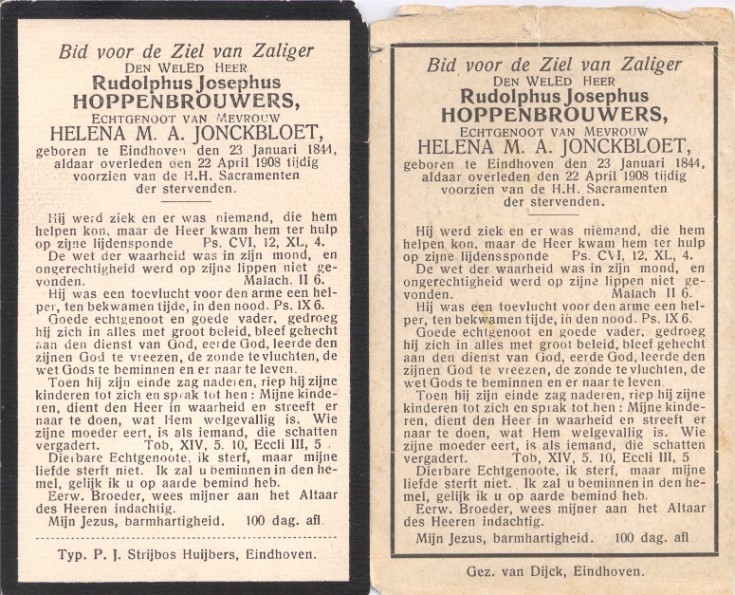 Bid voor de Ziel van Zaliger
DEN WELED HEER
Rudolphus Josephus
HOPPENBROUWERS,
ECHTGENOOT VAN MEVROUW
HELENA M. A. JONCKBLOET,
geboren te Eindhoven den 23 Januari 1844,
aldaar overleden den 22 April 1908 tijdig
voorzien van de H.H. Sacramenten
der stervenden.
Hij werd ziek en er was niemand, die hem
helpen kon, maar de Heer kwam hem ter hulp
op zijne lijdensponde Ps. CVI, 12, XL, 4.
De wet der waarheid was in zijn mond, en
ongerechtigheid werd op zijne lippen niet ge-
vonden. Malach. II 6.
Hij was een toevlucht voor den arme een hel-
per, ten bekwamen tijde, in den nood. Ps. IX 6.
Goede echtgenoot en goede vader, gedroeg
hij zich in alles met groot beleid, bleef gehecht
aan den dienst van God, eerde God, leerde den
zijnen God te vreezen, de zonde te vluchten, de
wet Gods te beminnen en er naar te leven.
Toen hij zijn einde zag naderen, riep hij zijne
kinderen tot zich en sprak tot hen: Mijne kinde-
ren, dient den Heer in waarheid en streeft er
naar te doen, wat Hem welgevallig is. Wie
zijne moeder eert, is als iemand, die schatten
vergadert. Tob, XIV, 5. 10, Eccli III, 5
Dierbare Echtgenoote, ik sterf, maar mijne
liefde sterft niet. Ik zal u beminnen in den he-
mel, gelijk ik u op aarde bemind heb.
Eerw. Broeder, wees mijner aan het Altaar
des Heeren indachtig.
Mijn Jezus, barmhartigheid. 100 dag. afl.
Typ. P. J. Strijbos Huijbers, Eindhoven.
Bid voor de Ziel van Zaliger
DEN WELED HEER
Rudolphus Josephus
HOPPENBROUWERS,
ECHTGENOOT VAN MEVROUW
HELENA M. A. JONCKBLOET,
geboren te Eindhoven den 23 Januari 1844,
aldaar overleden den 22 April 1908 tijdig
voorzien van de H.H. Sacramenten
der stervenden.
Hij werd ziek en er was niemand, die hem
helpen kon, maar de Heer kwam hem ter hulp
op zijne lijdenssponde Ps. CVI, 12, XL, 4.
De wet der waarheid was in zijn mond, en
ongerechtigheid werd op zijne lippen niet ge-
vonden. Malach II 6.
Hij was een toevlucht voor den arme een hel-
per, ten bekwamen tijde, in den nood. Ps. IX 6.
Goede echtgenoot en goede vader, gedroeg
hij zich in alles met groot beleid, bleef gehecht
aan den dienst van God, eerde God, leerde den
zijnen God te vreezen, de zonde te vluchten, de
wet Gods te beminnen en er naar te leven.
Toen hij zijn einde zag naderen, riep hij zijne
kinderen tot zich en sprak tot hen: Mijne kinde-
ren, dient den Heer in waarheid en streeft er
naar te doen, wat Hem welgevallig is. Wie
zijne moeder eert, is als iemand, die schatten
vergadert. Tob, XIV, 5. 10, Eccli III, 5
Dierbare Echtgenoote, ik sterf, maar mijne
liefde sterft niet. Ik zal u beminnen in den he-
mel, gelijk ik u op aarde bemind heb.
Eerw. Broeder, wees mijner aan het Altaar
des Heeren indachtig.
Mijn Jezus, barmhartigheid. 100 dag. afl
Gez. van Dijck, Eindhoven.